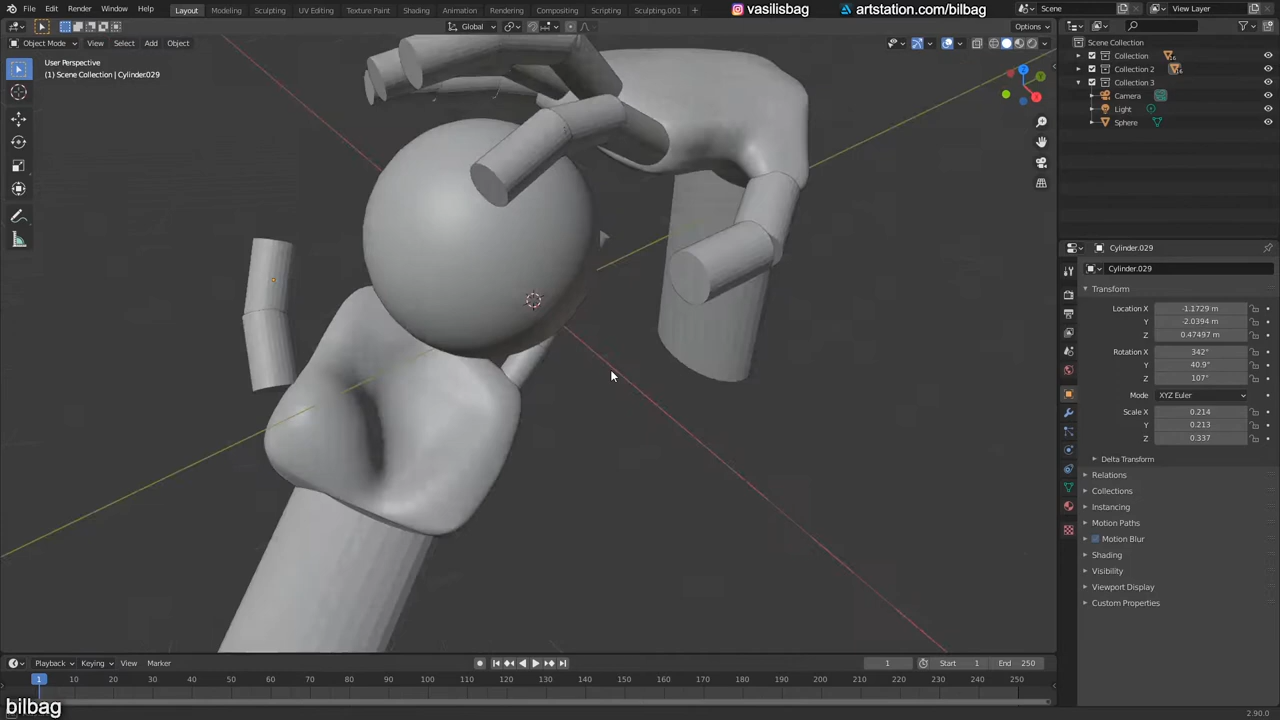 File Edit Render Window Help Layout Modeling Sculpting UV Editing Texture Paint Shading Animation Rendering Compositing Scripting Sculpting.001 + vasilisbag artstation.com/bilbag Scene View Layer
Global Options
Object Mode View Select Add Object
User Perspective
(1) Scene Collection | Cylinder.029
Scene Collection
Collection
Collection 2
Collection 3
Camera
Light
Sphere
Cylinder.029
Cylinder.029
Transform
Location X -1.1729 m
Y -2.0394 m
Z 0.47497 m
Rotation X 342°
Y 40.9°
Z 107°
Mode XYZ Euler
Scale X 0.214
Y 0.213
Z 0.337
Delta Transform
Relations
Collections
Instancing
Motion Paths
Motion Blur
Shading
Visibility
Viewport Display
Custom Properties
Playback Keying View Marker 1 Start 1 End 250
1 10 20 30 40 50 60 70 80 90 100 110 120 130 140 150 160 170 180 190 200 210 220 230 240 250
bilbag
2.90.0